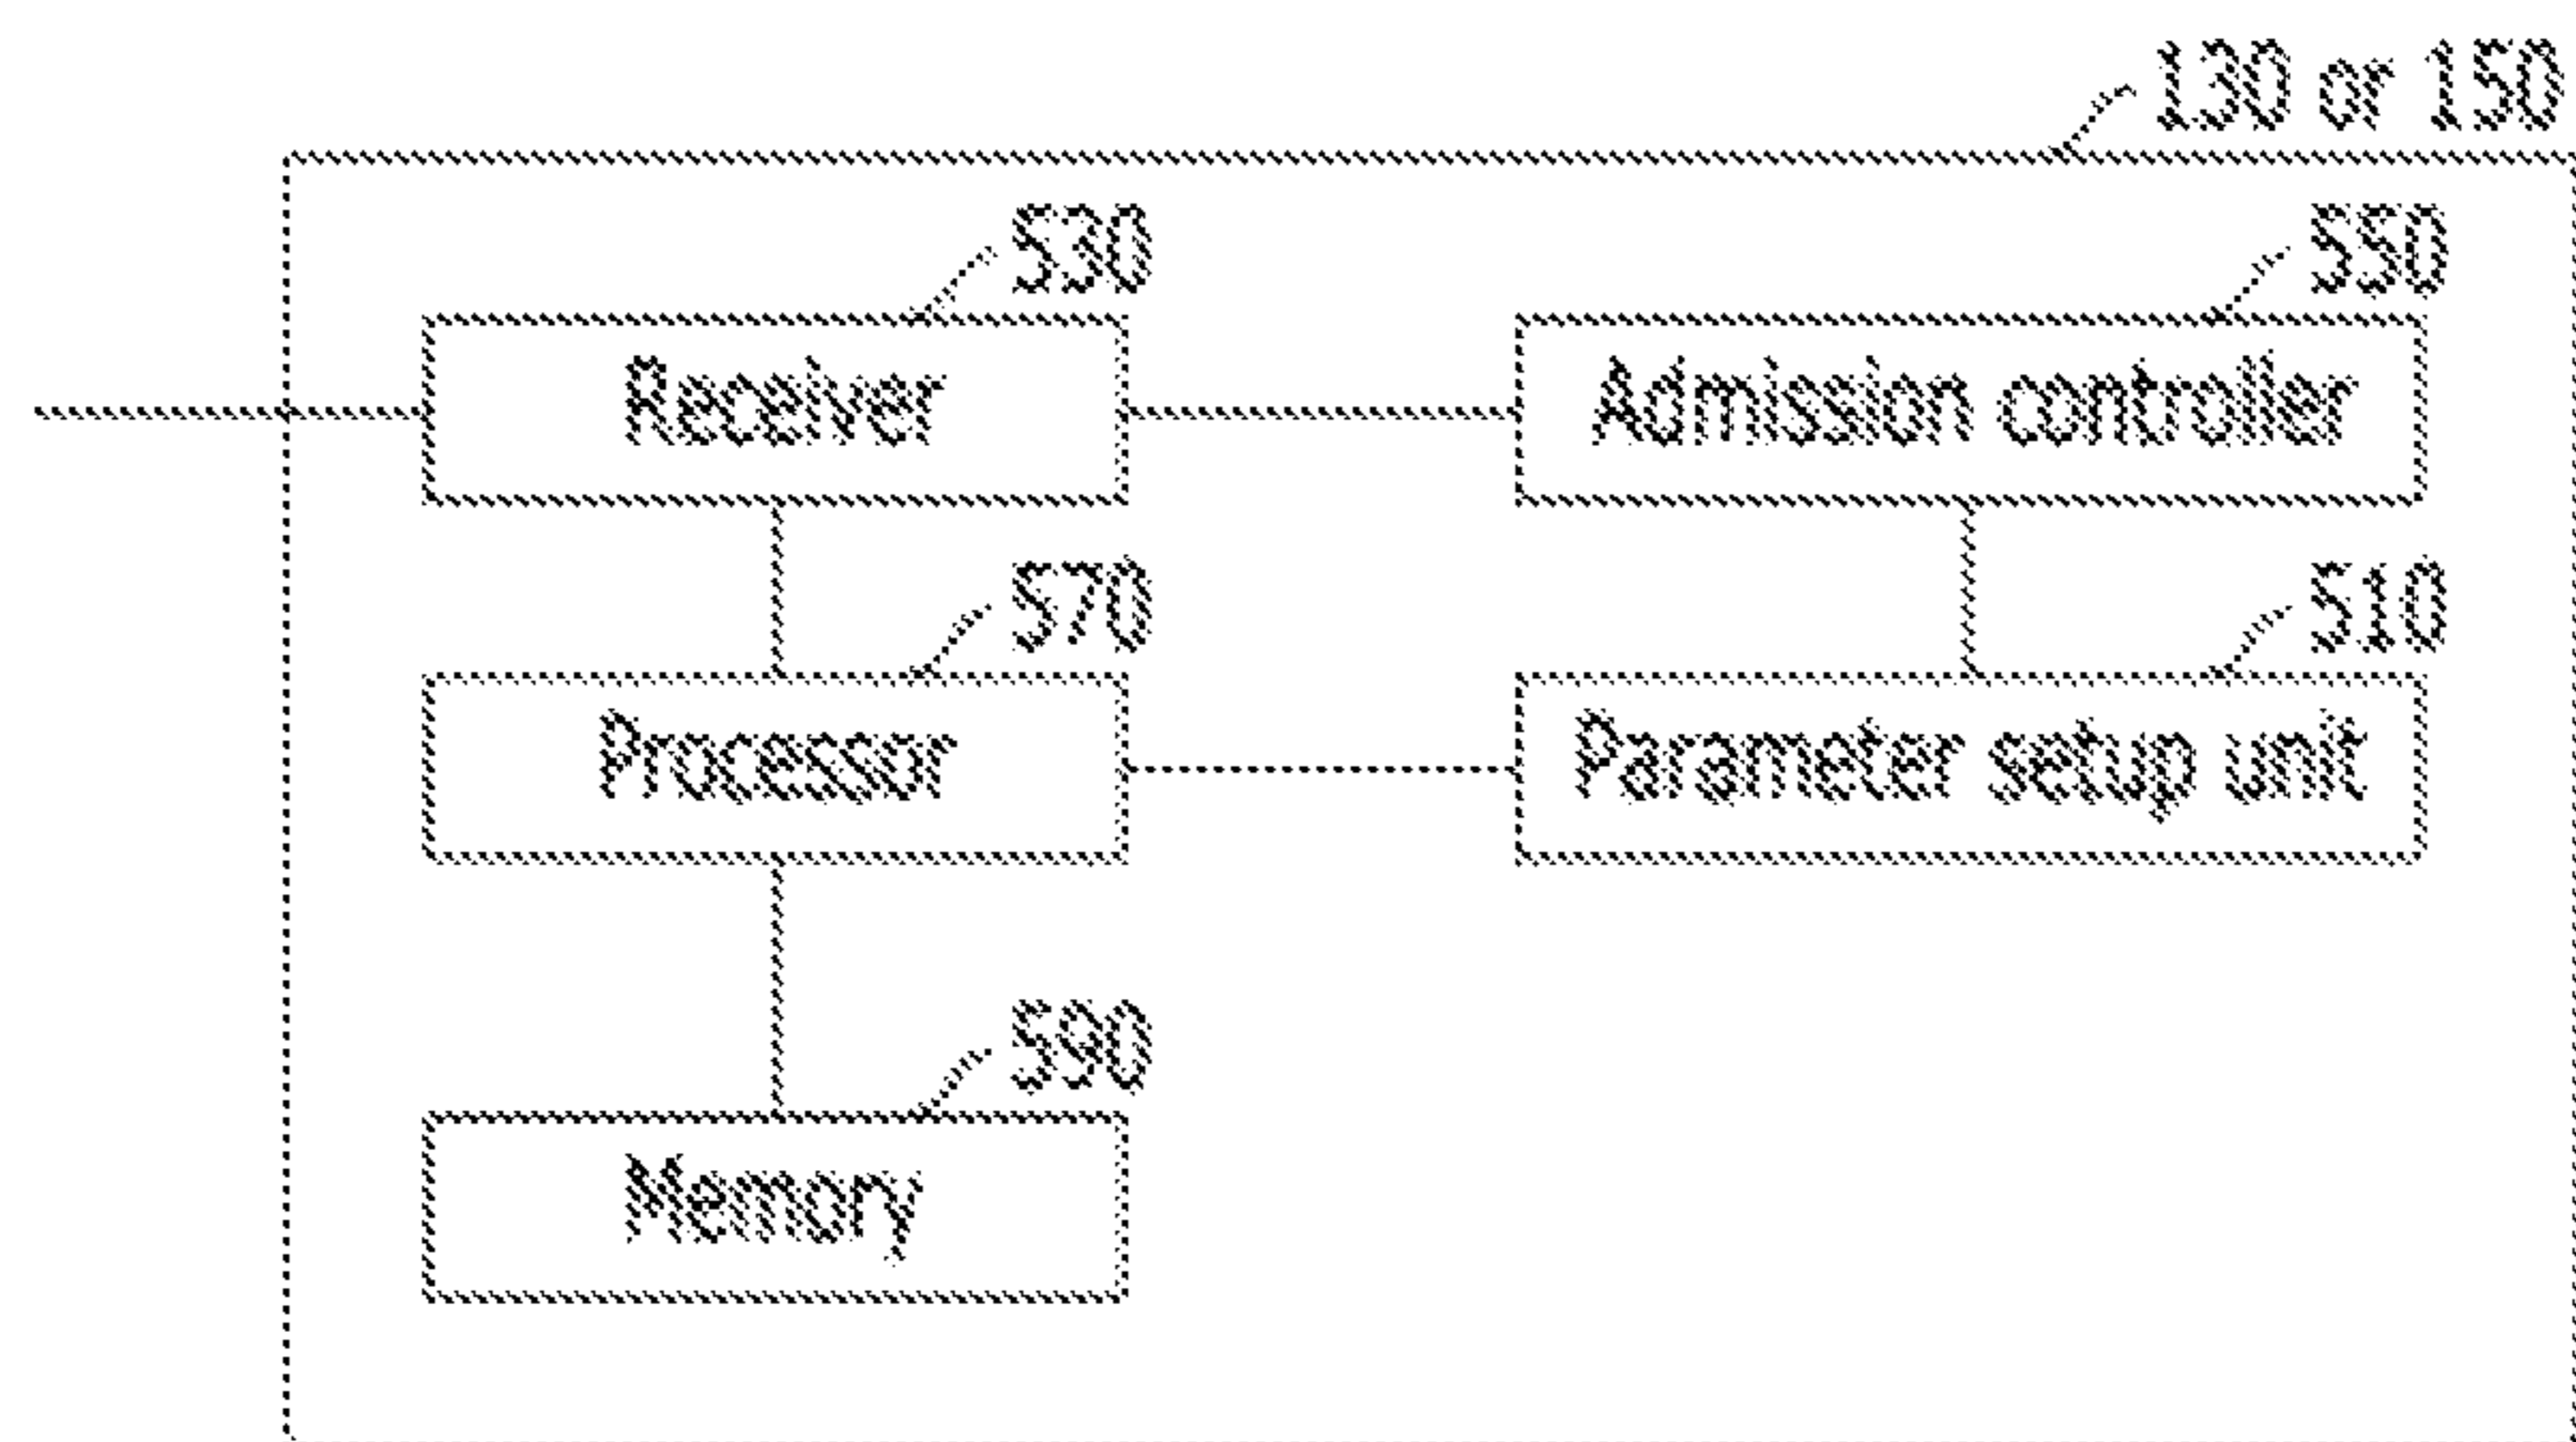 130 or 150
530
550
Receiver
Admission controller
570
510
Processor
Parameter setup unit
590
Memory